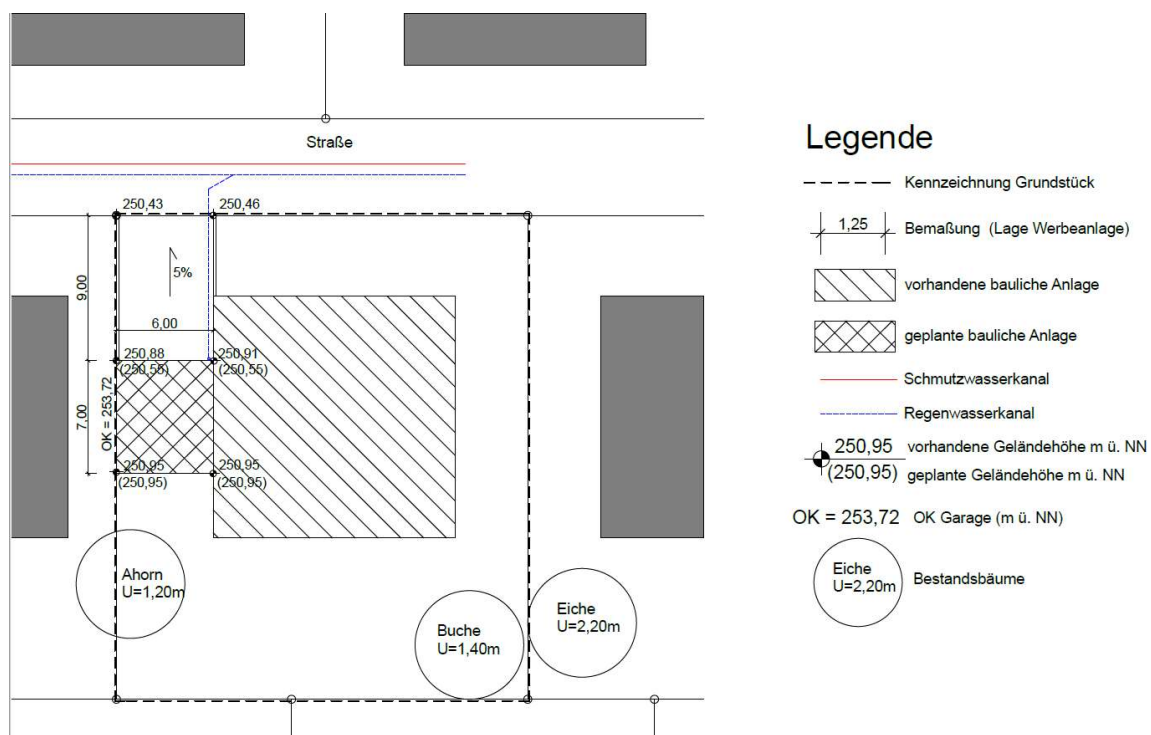 Straße
250,43
250,46
5%
9,00
6,00
250,88
(250,55)
250,91
(250,55)
7,00
OK = 253,72
250,95
(250,95)
250,95
(250,95)
Ahorn
U=1,20m
Buche
U=1,40m
Eiche
U=2,20m
Legende
Kennzeichnung Grundstück
1,25
Bemaßung (Lage Werbeanlage)
vorhandene bauliche Anlage
geplante bauliche Anlage
Schmutzwasserkanal
Regenwasserkanal
250,95 vorhandene Geländehöhe m ü. NN
(250,95) geplante Geländehöhe m ü. NN
OK = 253,72 OK Garage (m ü. NN)
Eiche
U=2,20m
Bestandsbäume